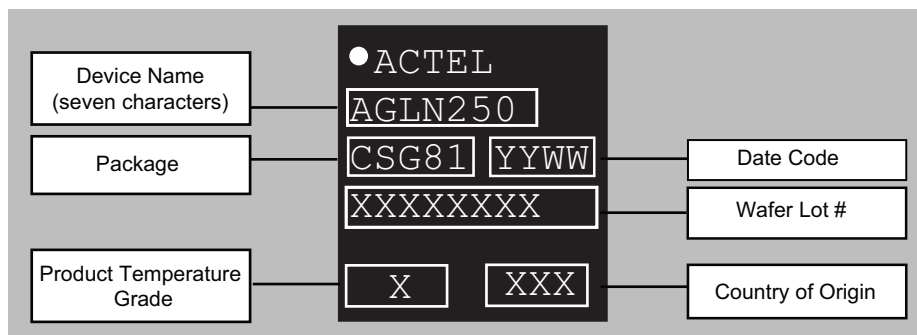 ACTEL
Device Name
(seven characters)
AGLN250
Package
CSG81 YYWW
Date Code
XXXXXXXX
Wafer Lot #
Product Temperature
Grade
X XXX
Country of Origin